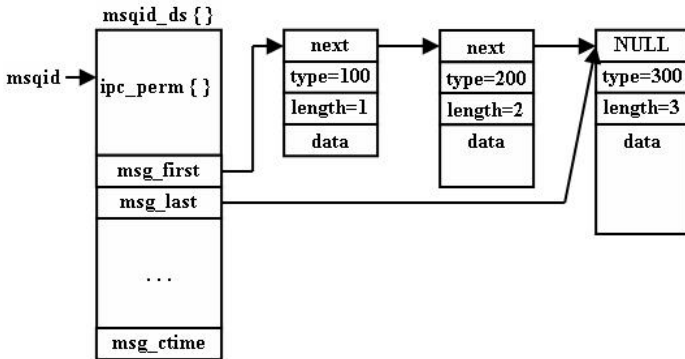 msqid_ds { }
msqid
ipc_perm { }
msg_first
msg_last
. . .
msg_ctime
next
type=100
length=1
data
next
type=200
length=2
data
NULL
type=300
length=3
data